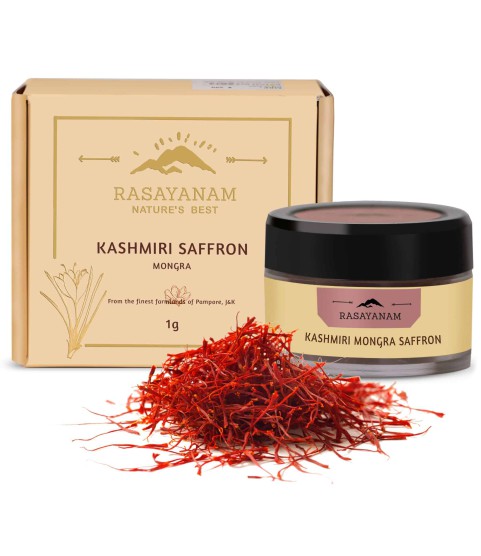 RASAYANAM
NATURE'S BEST
KASHMIRI SAFFRON
MONGRA
From the finest farmlands of Pampore, J&K
1g
RASAYANAM
KASHMIRI MONGRA SAFFRON